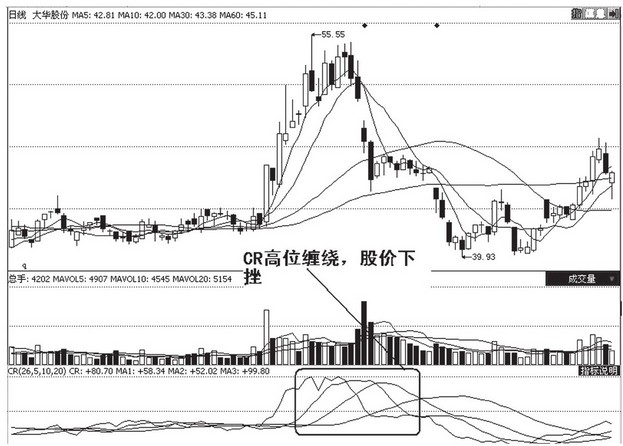 日线 大华股份 MA5: 42.81 MA10: 42.00 MA30: 43.38 MA60: 45.11
55.55
39.93
q
CR高位缠绕，股价下
挫
总手: 4202 MAVOL5: 4907 MAVOL10: 4545 MAVOL20: 5154
成交量
CR(26,5,10,20) CR: +80.70 MA1: +58.34 MA2: +52.02 MA3: +99.80
指标说明